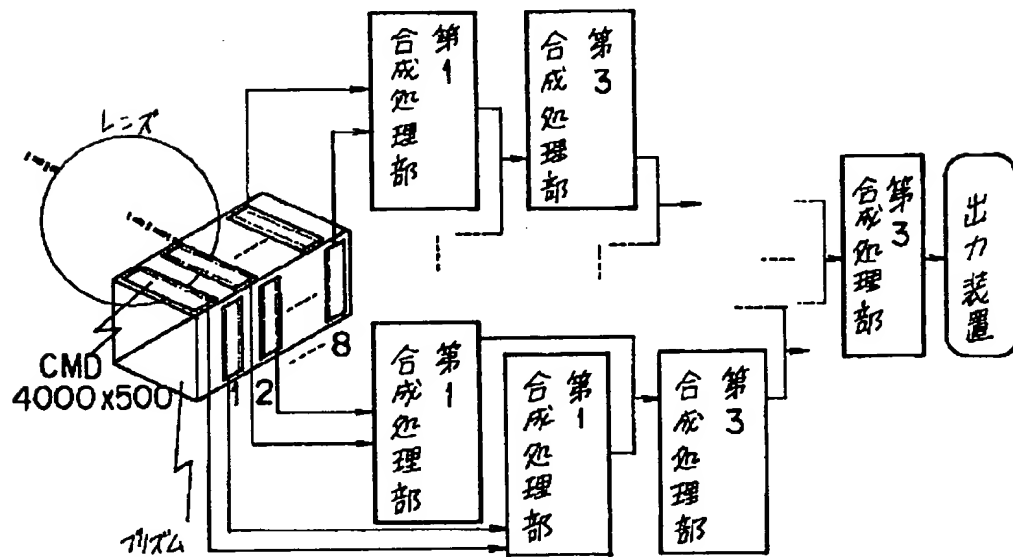 レンズ
第1
合成処理部
第3
合成処理部
第3
合成処理部
出力装置
CMD
4000x500
1 2 8
第1
合成処理部
第1
合成処理部
第3
合成処理部
プリズム